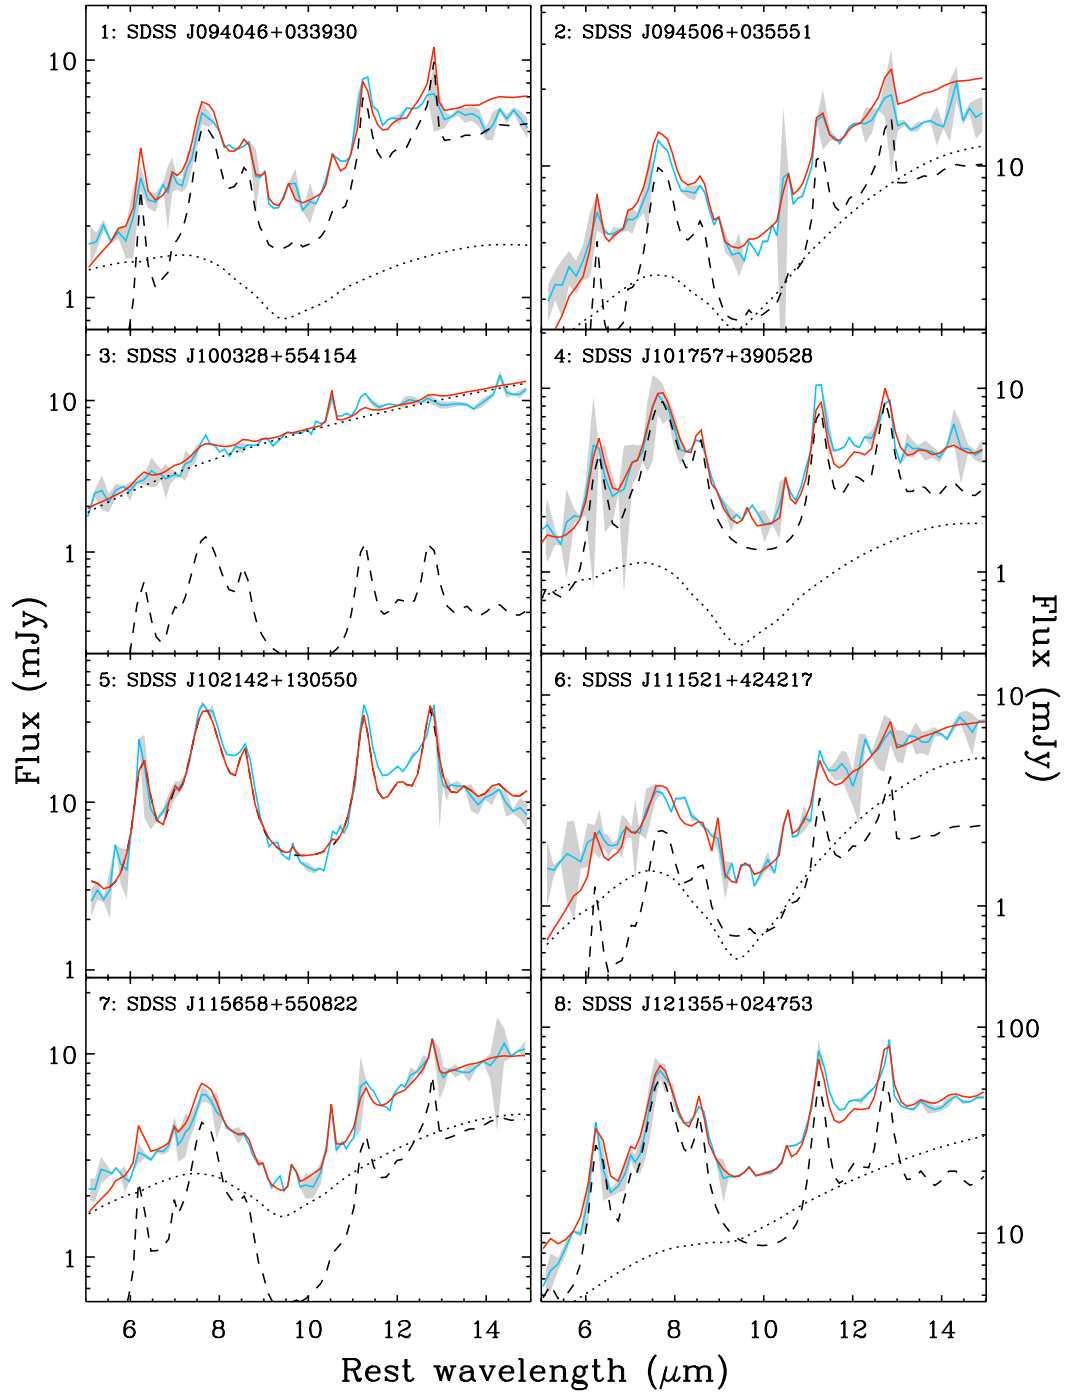 1: SDSS J094046+033930
2: SDSS J094506+035551
10
1
10
3: SDSS J100328+554154
4: SDSS J101757+390528
10
1
10
1
Flux (mJy)
Flux (mJy)
5: SDSS J102142+130550
6: SDSS J111521+424217
10
1
10
1
7: SDSS J115658+550822
8: SDSS J121355+024753
10
1
100
10
6 8 10 12 14
6 8 10 12 14
Rest wavelength (μm)